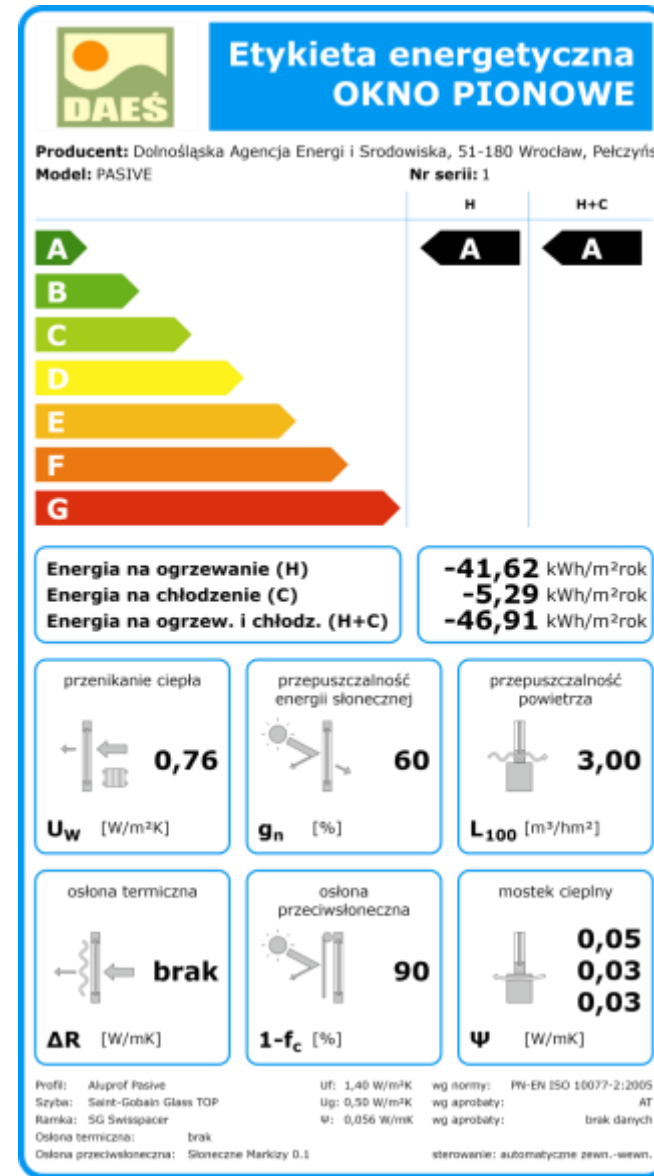 DAEŚ
Etykieta energetyczna
OKNO PIONOWE
Producent: Dolnośląska Agencja Energi i Srodowiska, 51-180 Wrocław, Pełczyńs
Model: PASIVE Nr serii: 1
H H+C
A A A
B
C
D
E
F
G
Energia na ogrzewanie (H) -41,62 kWh/m²rok
Energia na chłodzenie (C) -5,29 kWh/m²rok
Energia na ogrzew. i chłodz. (H+C) -46,91 kWh/m²rok
przenikanie ciepła
0,76
Uw [W/m²K]
przepuszczalność
energii słonecznej
60
gn [%]
przepuszczalność
powietrza
3,00
L100 [m³/hm²]
osłona termiczna
brak
ΔR [W/mK]
osłona
przeciwsłoneczna
90
1-fc [%]
mostek cieplny
0,05
0,03
0,03
Ψ [W/mK]
Profil: Aluprof Pasive Uf: 1,40 W/m²K wg normy: PN-EN ISO 10077-2:2005
Szyba: Saint-Gobain Glass TOP Ug: 0,50 W/m²K wg aprobaty: AT
Ramka: SG Swisspacer Ψ: 0,056 W/mK wg aprobaty: brak danych
Osłona termiczna: brak
Osłona przeciwsłoneczna: Słoneczne Markizy 0.1 sterowanie: automatyczne zewn.-wewn.